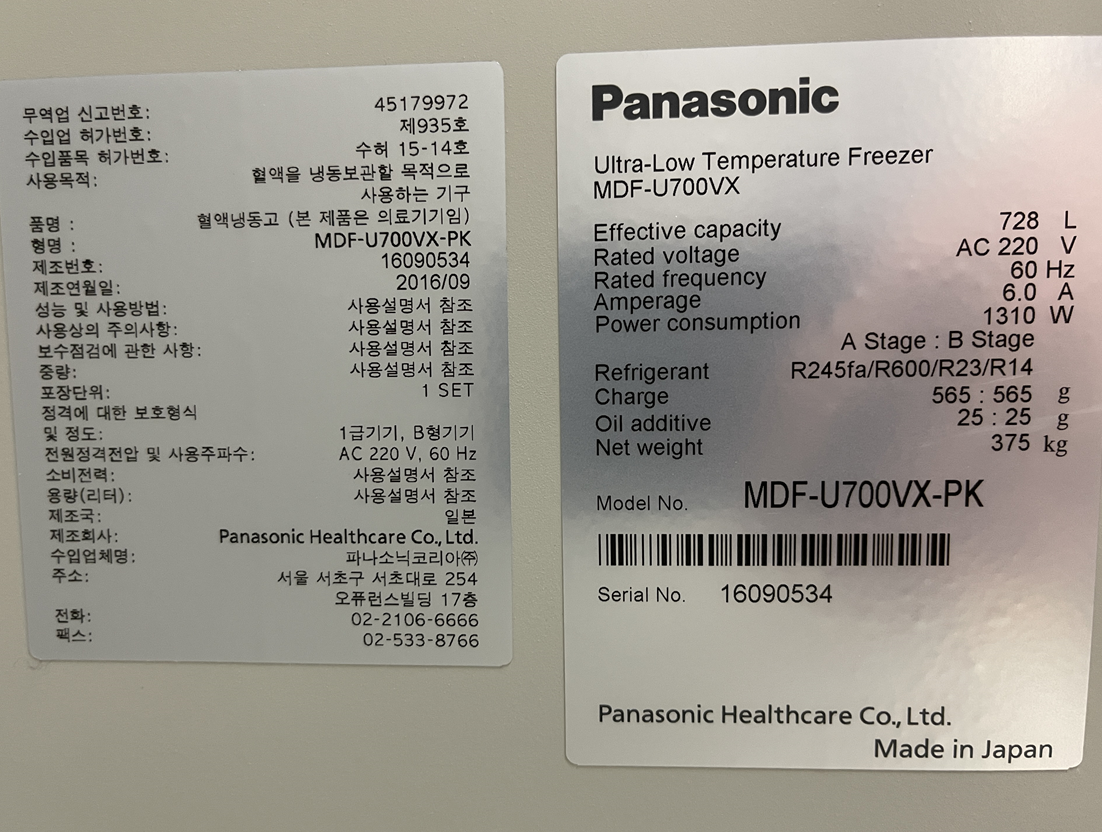 무역업 신고번호: 45179972
수입업 허가번호: 제935호
수입품목 허가번호: 수허 15-14호
사용목적: 혈액을 냉동보관할 목적으로
사용하는 기구
품명 : 혈액냉동고 (본 제품은 의료기기임)
형명 : MDF-U700VX-PK
제조번호: 16090534
제조연월일: 2016/09
성능 및 사용방법: 사용설명서 참조
사용상의 주의사항: 사용설명서 참조
보수점검에 관한 사항: 사용설명서 참조
중량: 사용설명서 참조
포장단위: 1 SET
정격에 대한 보호형식
및 정도: 1급기기, B형기기
전원정격전압 및 사용주파수: AC 220 V, 60 Hz
소비전력: 사용설명서 참조
용량(리터): 사용설명서 참조
제조국: 일본
제조회사: Panasonic Healthcare Co., Ltd.
수입업체명: 파나소닉코리아㈜
주소: 서울 서초구 서초대로 254
오퓨런스빌딩 17층
전화: 02-2106-6666
팩스: 02-533-8766
Panasonic
Ultra-Low Temperature Freezer
MDF-U700VX
Effective capacity 728 L
Rated voltage AC 220 V
Rated frequency 60 Hz
Amperage 6.0 A
Power consumption 1310 W
A Stage : B Stage
Refrigerant R245fa/R600/R23/R14
Charge 565 : 565 g
Oil additive 25 : 25 g
Net weight 375 kg
Model No. MDF-U700VX-PK
Serial No. 16090534
Panasonic Healthcare Co., Ltd.
Made in Japan